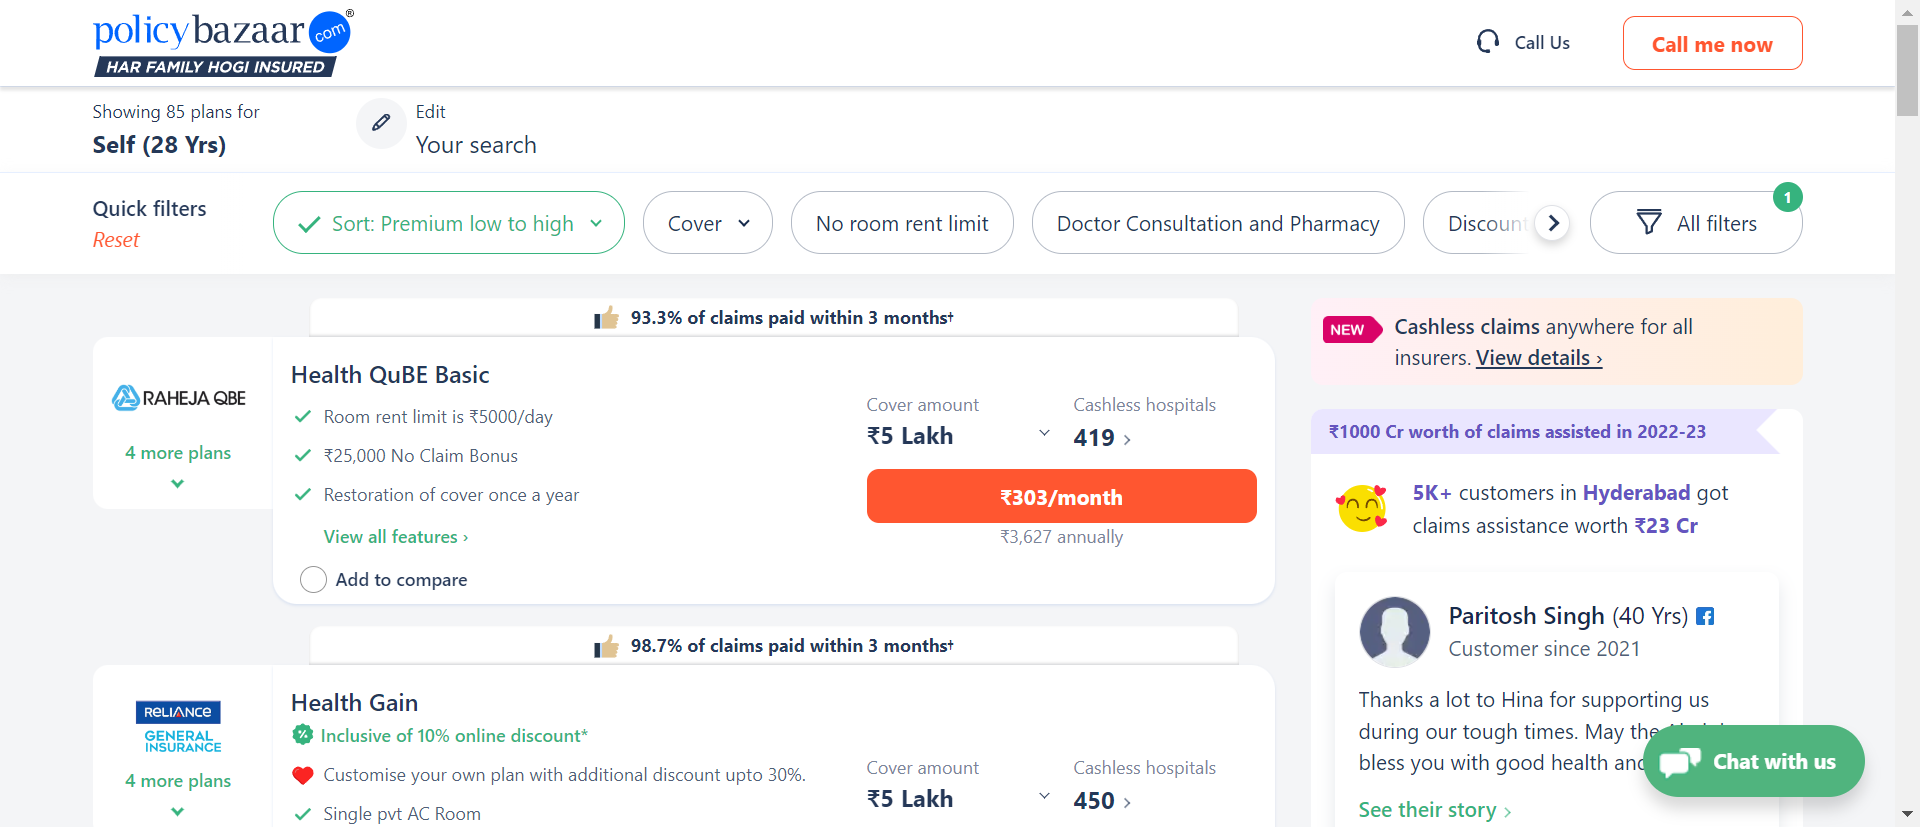 policybazaar.com®
HAR FAMILY HOGI INSURED
Call Us
Call me now
Showing 85 plans for
Self (28 Yrs)
Edit
Your search
Quick filters
Reset
Sort: Premium low to high
Cover
No room rent limit
Doctor Consultation and Pharmacy
Discount
All filters
1
93.3% of claims paid within 3 months†
RAHEJA QBE
4 more plans
Health QuBE Basic
Room rent limit is ₹5000/day
₹25,000 No Claim Bonus
Restoration of cover once a year
View all features ›
Add to compare
Cover amount
₹5 Lakh
Cashless hospitals
419 ›
₹303/month
₹3,627 annually
98.7% of claims paid within 3 months†
RELIANCE
GENERAL
INSURANCE
4 more plans
Health Gain
Inclusive of 10% online discount*
Customise your own plan with additional discount upto 30%.
Single pvt AC Room
Cover amount
₹5 Lakh
Cashless hospitals
450 ›
NEW
Cashless claims anywhere for all
insurers. View details ›
₹1000 Cr worth of claims assisted in 2022-23
5K+ customers in Hyderabad got
claims assistance worth ₹23 Cr
Paritosh Singh (40 Yrs)
Customer since 2021
Thanks a lot to Hina for supporting us
during our tough times. May the
bless you with good health and
See their story ›
Chat with us